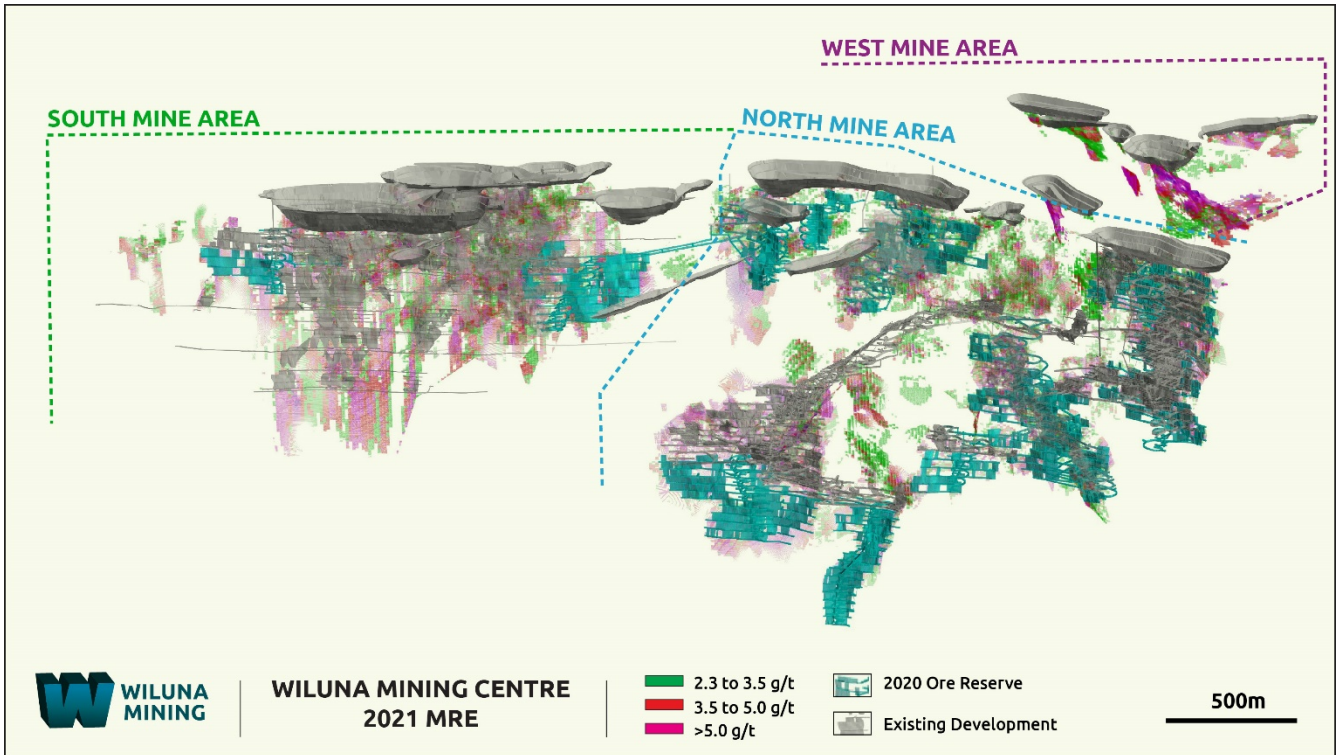 WEST MINE AREA
SOUTH MINE AREA
NORTH MINE AREA
WILUNA
MINING
WILUNA MINING CENTRE
2021 MRE
2.3 to 3.5 g/t
3.5 to 5.0 g/t
>5.0 g/t
2020 Ore Reserve
Existing Development
500m